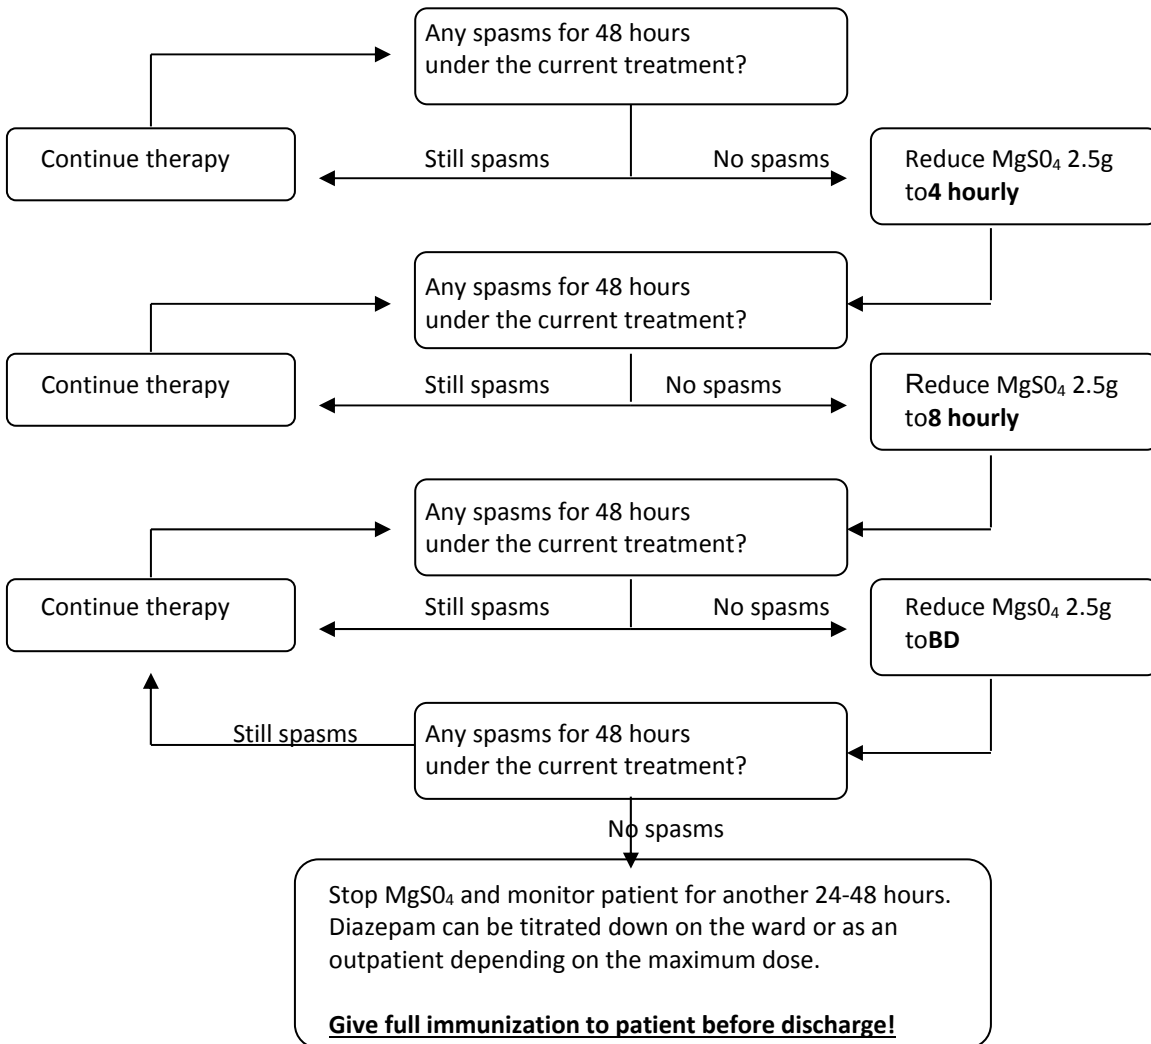 Any spasms for 48 hours
under the current treatment?
Continue therapy
Still spasms
No spasms
Reduce MgS0₄ 2.5g
to4 hourly
Any spasms for 48 hours
under the current treatment?
Continue therapy
Still spasms
No spasms
Reduce MgS0₄ 2.5g
to8 hourly
Any spasms for 48 hours
under the current treatment?
Continue therapy
Still spasms
No spasms
Reduce Mgs0₄ 2.5g
toBD
Still spasms
Any spasms for 48 hours
under the current treatment?
No spasms
Stop MgS0₄ and monitor patient for another 24-48 hours.
Diazepam can be titrated down on the ward or as an
outpatient depending on the maximum dose.
Give full immunization to patient before discharge!